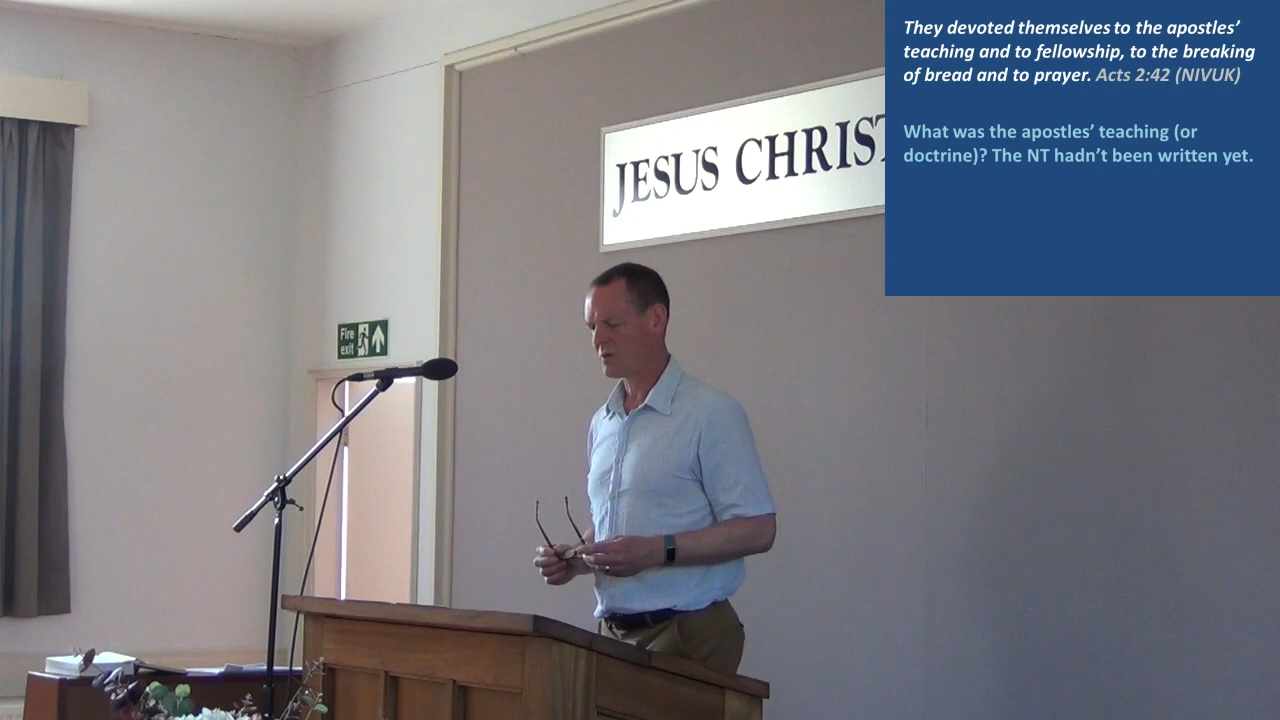 They devoted themselves to the apostles’
teaching and to fellowship, to the breaking
of bread and to prayer. Acts 2:42 (NIVUK)
What was the apostles’ teaching (or
doctrine)? The NT hadn’t been written yet.
JESUS CHRIST
Fire
exit